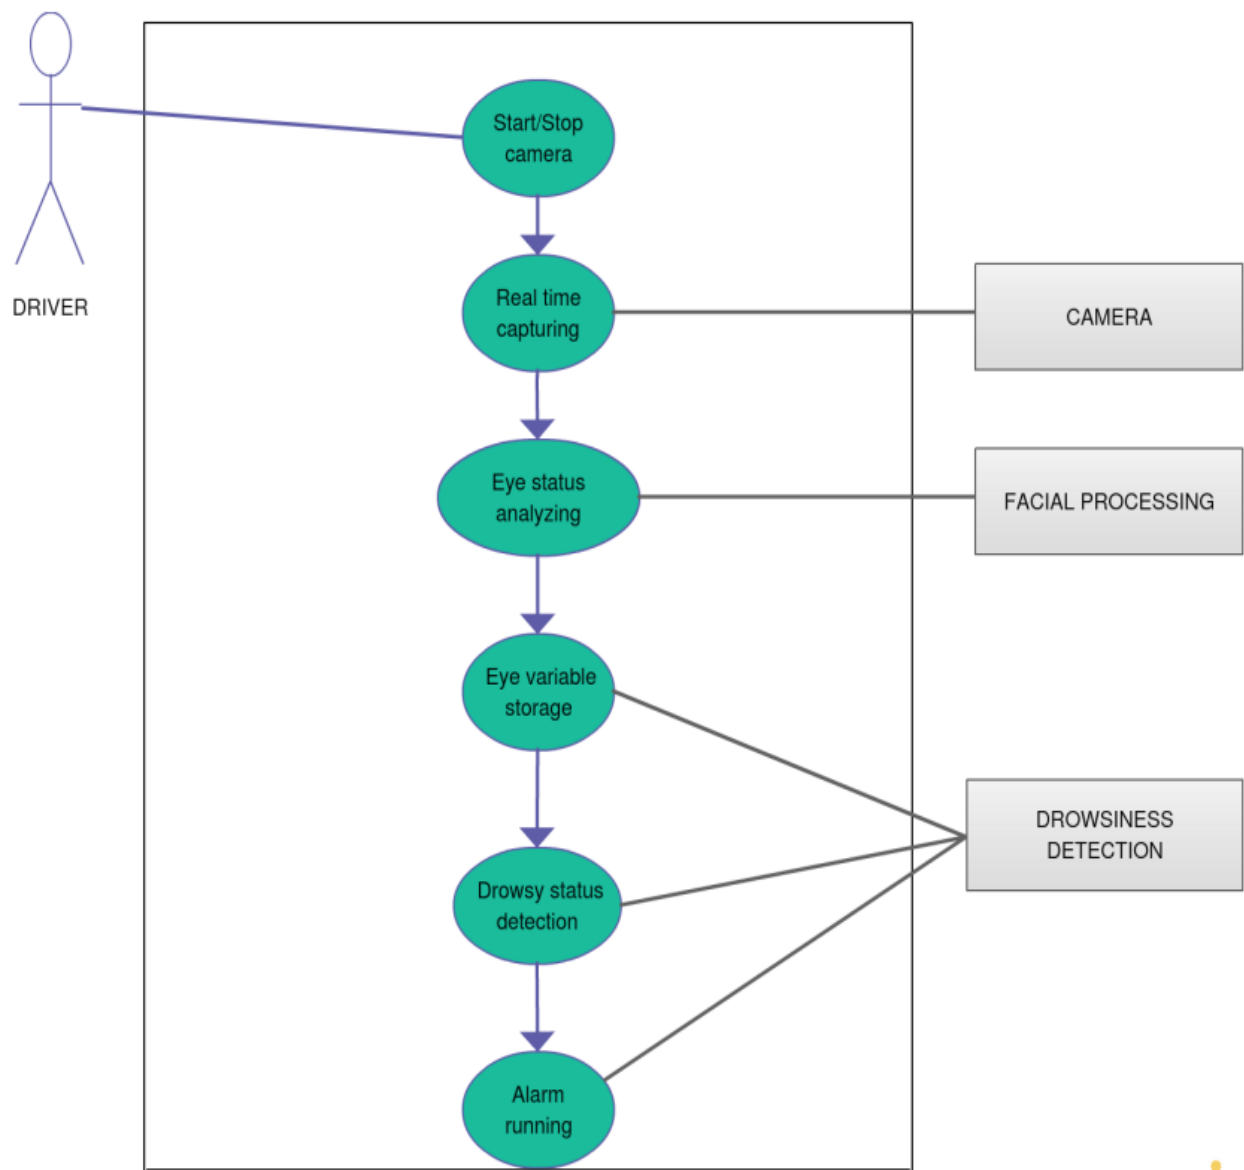 Start/Stop
camera
DRIVER
Real time
capturing
CAMERA
Eye status
analyzing
FACIAL PROCESSING
Eye variable
storage
DROWSINESS
DETECTION
Drowsy status
detection
Alarm
running